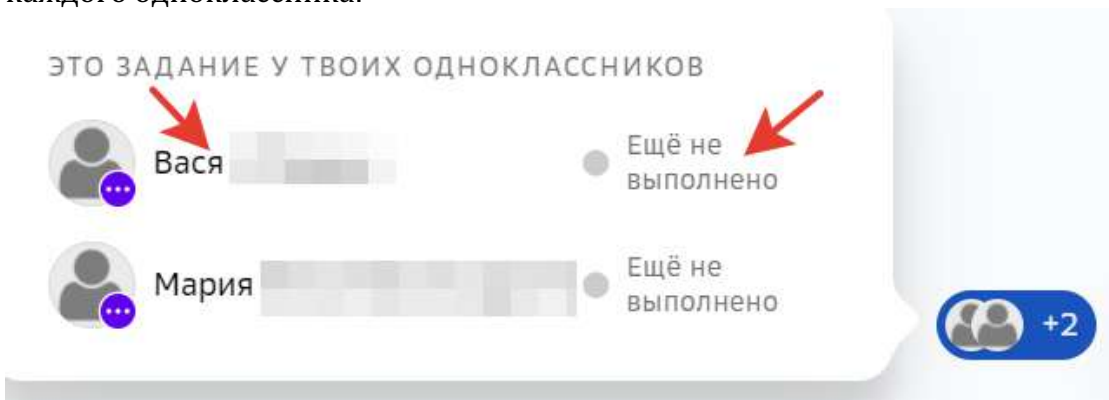 каждого одноклассника.
ЭТО ЗАДАНИЕ У ТВОИХ ОДНОКЛАССНИКОВ
Вася
Ещё не
выполнено
Мария
Ещё не
выполнено
+2